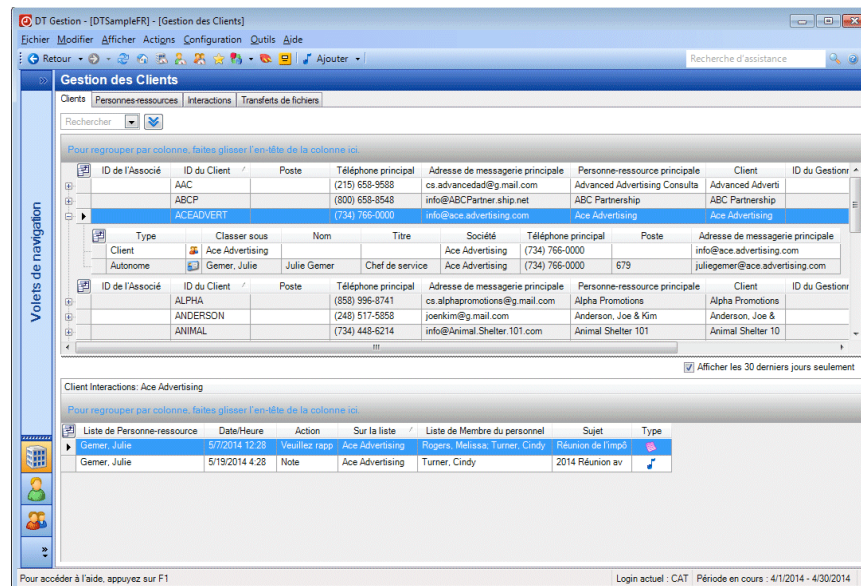 DT Gestion - [DTSampleFR] - [Gestion des Clients]
Fichier Modifier Afficher Actions Configuration Outils Aide
Retour Ajouter Recherche d'assistance
Gestion des Clients
Clients Personnes-ressources Interactions Transferts de fichiers
Rechercher
Pour regrouper par colonne, faites glisser l'en-tête de la colonne ici.
ID de l'Associé ID du Client Poste Téléphone principal Adresse de messagerie principale Personne-ressource principale Client ID du Gestionr
AAC (215) 658-9588 cs.advancedad@g.mail.com Advanced Advertising Consulta Advanced Adverti
ABCP (800) 658-8548 info@ABCPartner.ship.net ABC Partnership ABC Partnership
ACEADVERT (734) 766-0000 info@ace.advertising.com Ace Advertising Ace Advertising
Type Classer sous Nom Titre Société Téléphone principal Poste Adresse de messagerie principale
Client Ace Advertising Ace Advertising (734) 766-0000 info@ace.advertising.com
Autonome Gemer, Julie Julie Gemer Chef de service Ace Advertising (734) 766-0000 679 juliegemer@ace.advertising.com
ID de l'Associé ID du Client Poste Téléphone principal Adresse de messagerie principale Personne-ressource principale Client ID du Gestionr
ALPHA (858) 996-8741 cs.alphapromotions@g.mail.com Alpha Promotions Alpha Promotions
ANDERSON (248) 517-5858 joenkim@g.mail.com Anderson, Joe & Kim Anderson, Joe &
ANIMAL (734) 448-6214 info@Animal.Shelter.101.com Animal Shelter 101 Animal Shelter 10
Volets de navigation
Afficher les 30 derniers jours seulement
Client Interactions: Ace Advertising
Pour regrouper par colonne, faites glisser l'en-tête de la colonne ici.
Liste de Personne-ressource Date/Heure Action Sur la liste Liste de Membre du personnel Sujet Type
Gemer, Julie 5/7/2014 12:28 Veuillez rapp Ace Advertising Rogers, Melissa; Turner, Cindy Réunion de l'impô
Gemer, Julie 5/19/2014 4:28 Note Ace Advertising Turner, Cindy 2014 Réunion av
Pour accéder à l'aide, appuyez sur F1 Login actuel : CAT Période en cours : 4/1/2014 - 4/30/2014